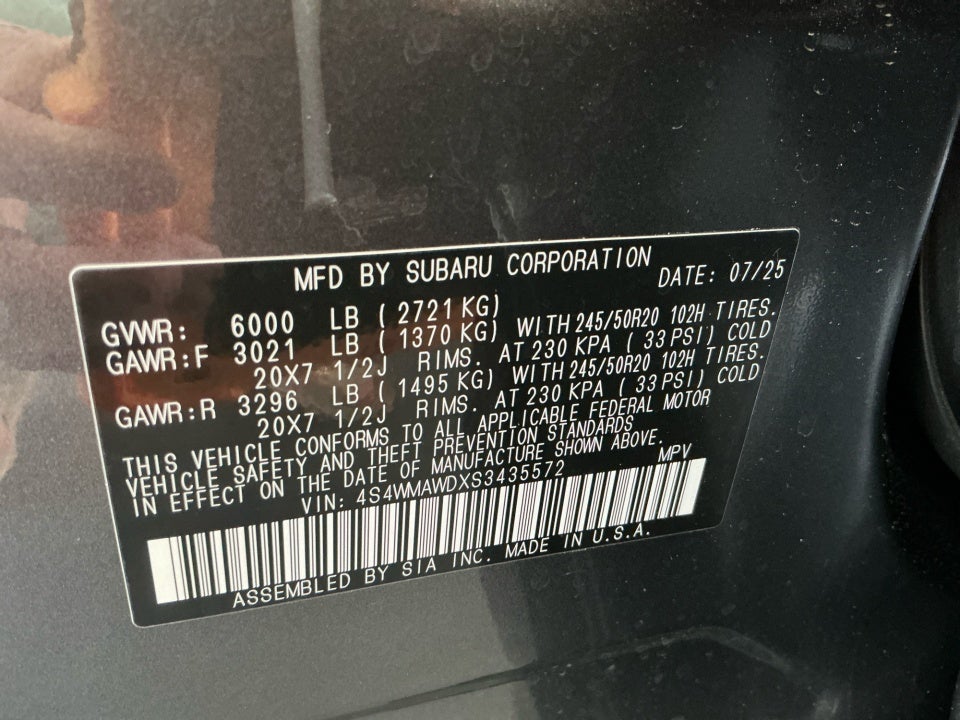 MFD BY SUBARU CORPORATION DATE: 07/25
GVWR: 6000 LB ( 2721 KG)
GAWR:F 3021 LB ( 1370 KG) WITH 245/50R20 102H TIRES.
20X7 1/2J RIMS. AT 230 KPA ( 33 PSI) COLD
GAWR:R 3296 LB ( 1495 KG) WITH 245/50R20 102H TIRES.
20X7 1/2J RIMS. AT 230 KPA ( 33 PSI) COLD
THIS VEHICLE CONFORMS TO ALL APPLICABLE FEDERAL MOTOR
VEHICLE SAFETY AND THEFT PREVENTION STANDARDS
IN EFFECT ON THE DATE OF MANUFACTURE SHOWN ABOVE.
VIN: 4S4WMAWDXS3435572 MPV
ASSEMBLED BY SIA INC. MADE IN U.S.A.